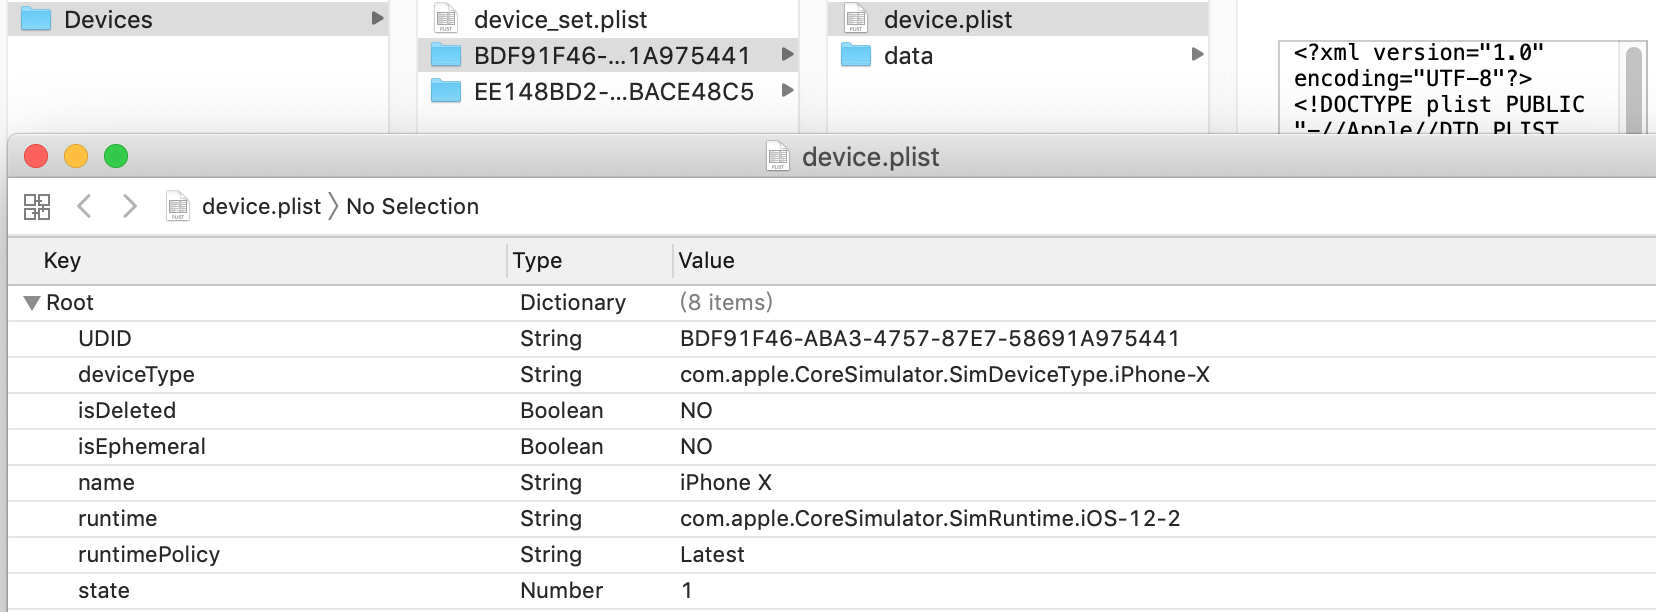 Devices
device_set.plist
BDF91F46-...1A975441
EE148BD2-...BACE48C5
device.plist
data
<?xml version="1.0"
encoding="UTF-8"?>
<!DOCTYPE plist PUBLIC
"-//Apple//DTD PLIST
device.plist
device.plist 〉 No Selection
Key Type Value
Root Dictionary (8 items)
UDID String BDF91F46-ABA3-4757-87E7-58691A975441
deviceType String com.apple.CoreSimulator.SimDeviceType.iPhone-X
isDeleted Boolean NO
isEphemeral Boolean NO
name String iPhone X
runtime String com.apple.CoreSimulator.SimRuntime.iOS-12-2
runtimePolicy String Latest
state Number 1